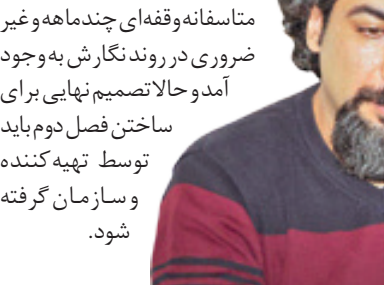 متاسفانه وقفه‌ای چندماهه و غیر
ضروری در روند نگارش به وجود
آمد و حالا تصمیم نهایی برای
ساختن فصل دوم باید
توسط تهیه کننده
و سازمان گرفته
شود.